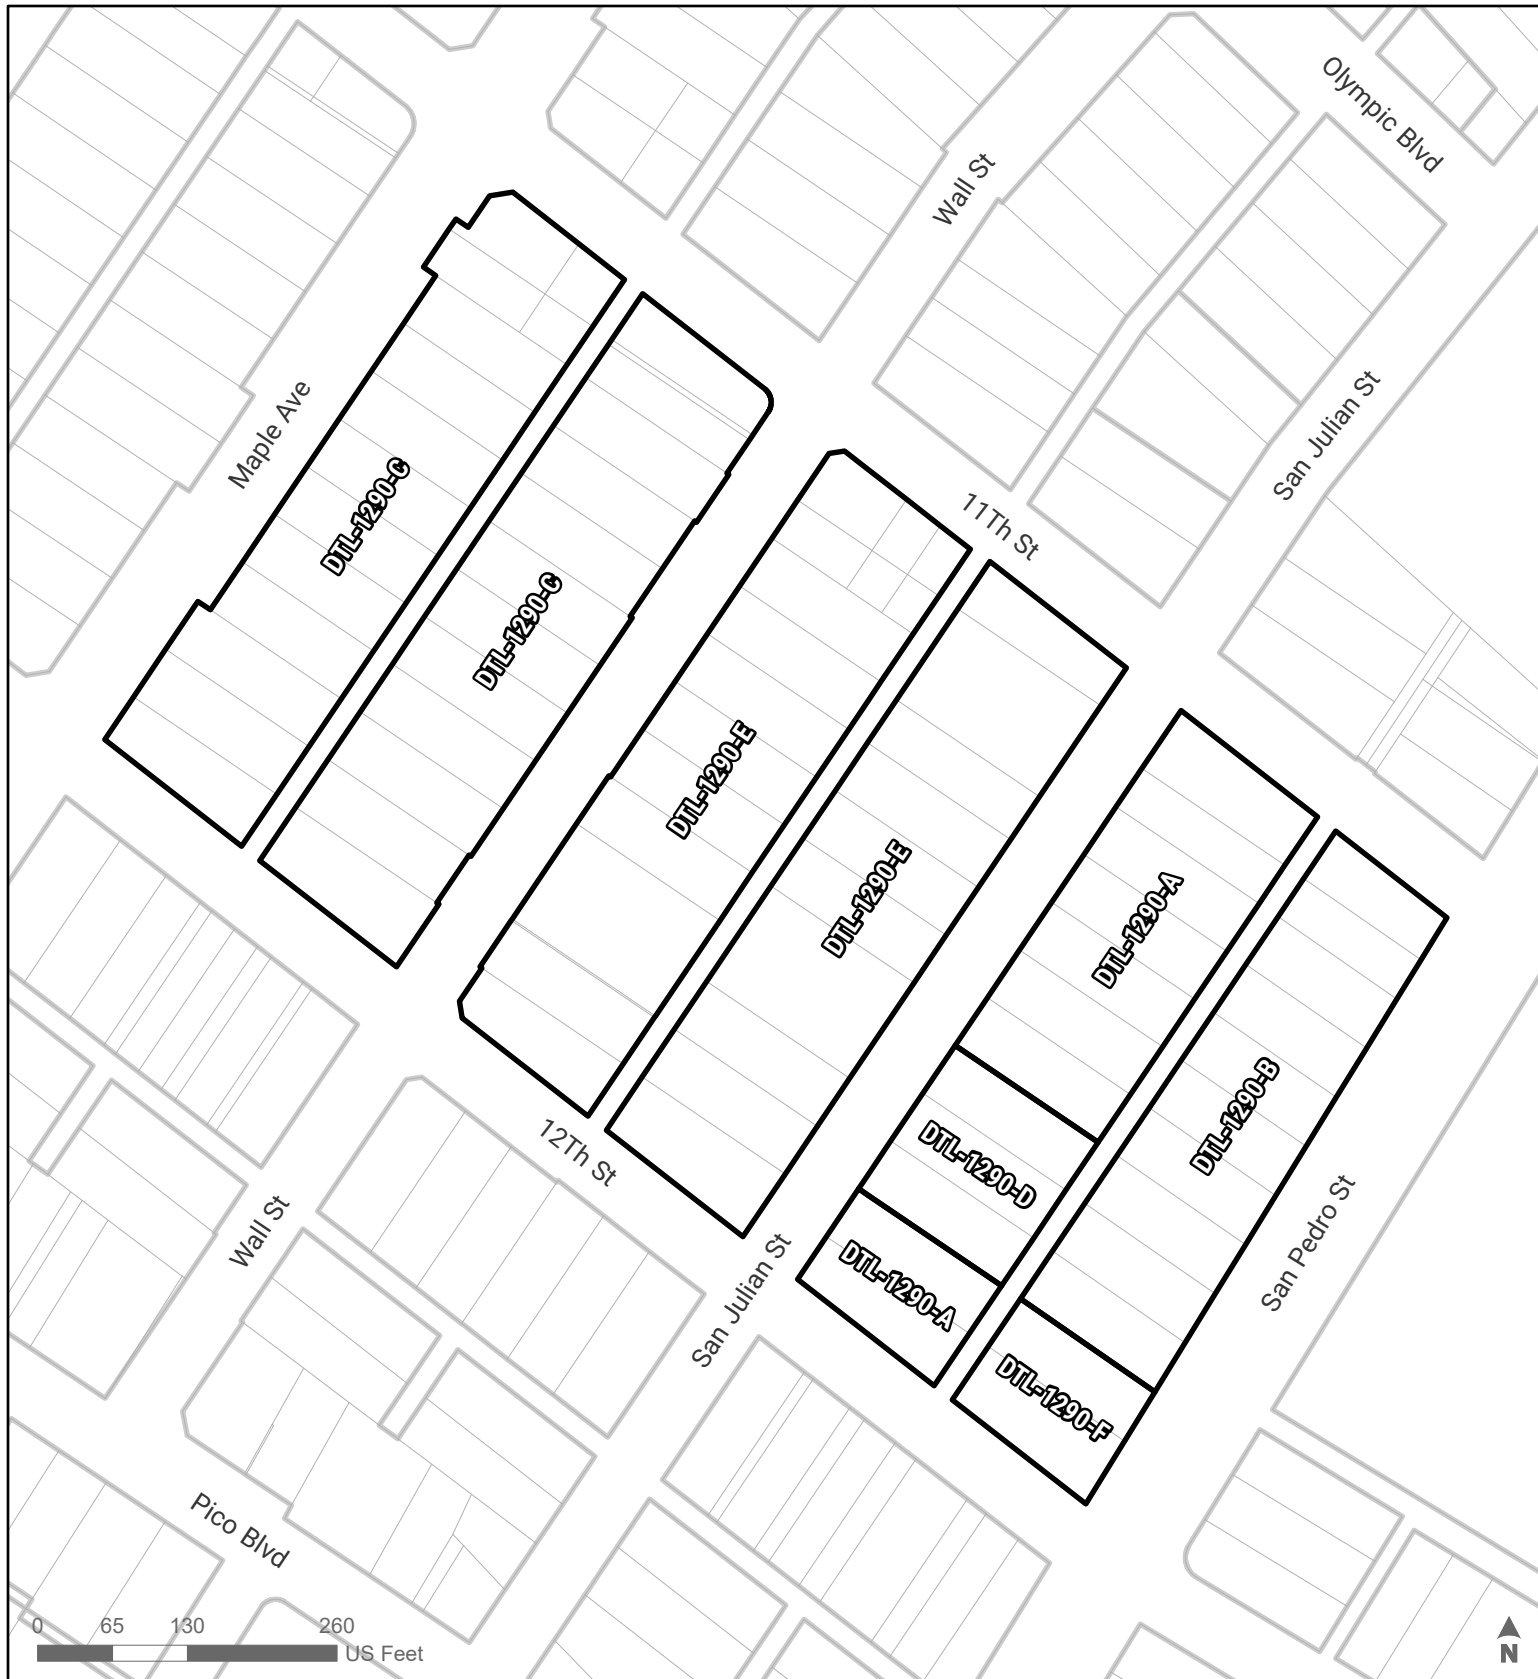 Olympic Blvd
Wall St
San Julian St
Maple Ave
DTL-1290-C
11Th St
DTL-1290-C
DTL-1290-E
DTL-1290-E
DTL-1290-A
DTL-1290-B
12Th St
DTL-1290-D
Wall St
San Pedro St
DTL-1290-A
San Julian St
DTL-1290-F
Pico Blvd
0 65 130 260
US Feet
N